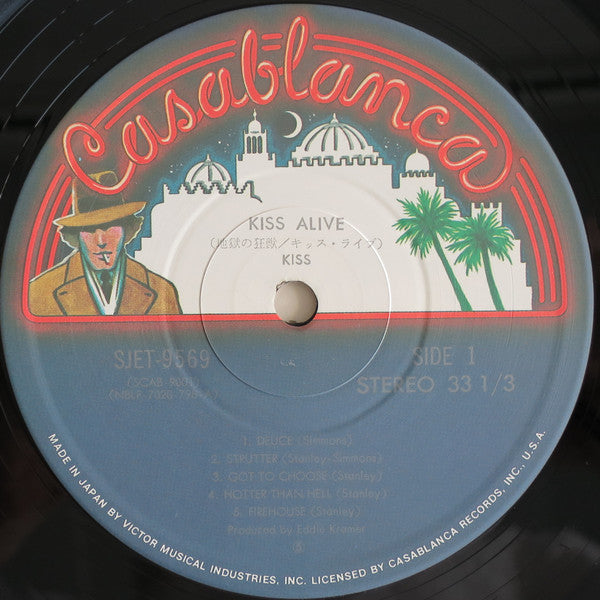 Casablanca
KISS ALIVE
(地獄の狂獣/キッス・ライブ)
KISS
SJET-9569
SIDE 1
(SCAB-9001)
STEREO 33 1/3
1. DEUCE (Simmons)
2. STRUTTER (Stanley-Simmons)
3. GOT TO CHOOSE (Stanley)
4. HOTTER THAN HELL (Stanley)
5. FIREHOUSE (Stanley)
Produced by Eddie Kramer
MADE IN JAPAN BY VICTOR MUSICAL INDUSTRIES, INC. LICENSED BY CASABLANCA RECORDS, INC., U.S.A.